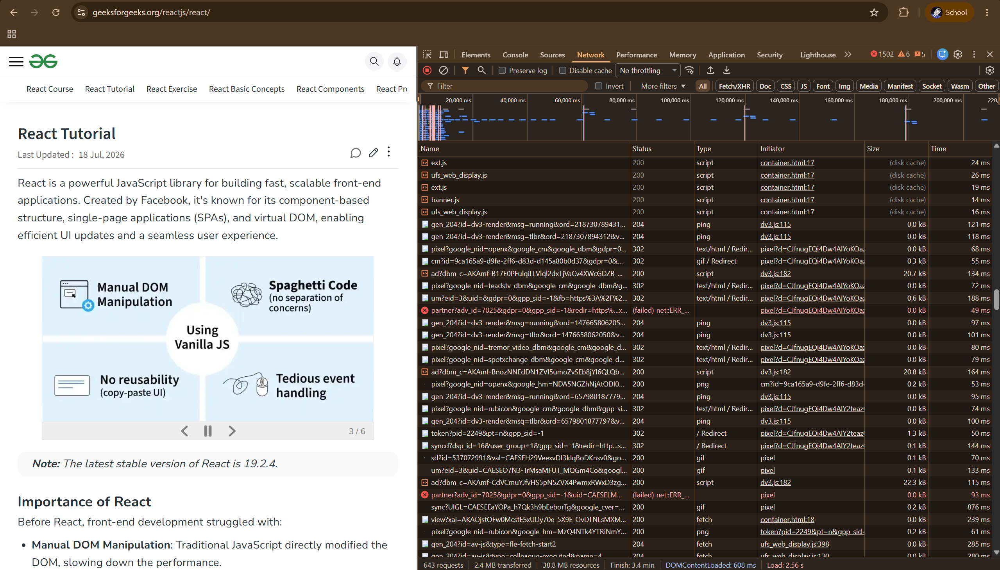 geeksforgeeks.org/reactjs/react/
School
React Course React Tutorial React Exercise React Basic Concepts React Components React Pr
React Tutorial
Last Updated : 18 Jul, 2026
React is a powerful JavaScript library for building fast, scalable front-end
applications. Created by Facebook, it's known for its component-based
structure, single-page applications (SPAs), and virtual DOM, enabling
efficient UI updates and a seamless user experience.
Manual DOM
Manipulation
Spaghetti Code
(no separation of
concerns)
Using
Vanilla JS
No reusability
(copy-paste UI)
Tedious event
handling
3 / 6
Note: The latest stable version of React is 19.2.4.
Importance of React
Before React, front-end development struggled with:
• Manual DOM Manipulation: Traditional JavaScript directly modified the
DOM, slowing down the performance.
Elements Console Sources Network Performance Memory Application Security Lighthouse 1502 6 5
Preserve log Disable cache No throttling
Filter Invert More filters All Fetch/XHR Doc CSS JS Font Img Media Manifest Socket Wasm Other
20,000 ms 40,000 ms 60,000 ms 80,000 ms 100,000 ms 120,000 ms 140,000 ms 160,000 ms 180,000 ms 200,000 ms 220,
Name Status Type Initiator Size Time
ext.js 200 script container.html:17 (disk cache) 24 ms
ufs_web_display.js 200 script container.html:17 (disk cache) 26 ms
ext.js 200 script container.html:17 (disk cache) 19 ms
banner.js 200 script container.html:17 (disk cache) 14 ms
ufs_web_display.js 200 script container.html:17 (disk cache) 16 ms
gen_204?id=dv3-render&msg=running&ord=218730789431... 204 ping dv3.js:115 0.0 kB 121 ms
gen_204?id=dv3-render&msg=tlbr&ord=2187307894312&v... 204 ping dv3.js:115 0.0 kB 118 ms
pixel?google_nid=openx&google_cm&google_dbm&gdpr=0... 302 text/html / Redir... pixel?d=CJfnugEQi4Dw4AIYoKOaz 0.0 kB 68 ms
cm?id=9ca165a9-d9fe-2ff6-d83d-d145a80b0d37&gdpr=0&... 302 gif / Redirect pixel?d=CJfnugEQi4Dw4AIYoKOaz 0.3 kB 55 ms
ad?dbm_c=AKAmf-B17E0PFulqiLLVlql2dxTjVaCv4XWcGDZB_... 200 script dv3.js:182 20.7 kB 134 ms
pixel?google_nid=teadstv_dbm&google_cm&google_dbm&g... 302 text/html / Redir... pixel?d=CJfnugEQi4Dw4AIYoKOaz 0.0 kB 72 ms
um?eid=3&uid=&gdpr=0&gpp_sid=-1&fb=https%3A%2F%2... 302 text/html / Redir... pixel?d=CJfnugEQi4Dw4AIYoKOaz 0.6 kB 188 ms
partner?adv_id=7025&gdpr=0&gpp_sid=-1&redir=https%...x... (failed) net::ERR_... pixel?d=CJfnugEQi4Dw4AIYoKOaz 0.0 kB 49 ms
gen_204?id=dv3-render&msg=running&ord=147665806205... 204 ping dv3.js:115 0.0 kB 97 ms
gen_204?id=dv3-render&msg=tlbr&ord=1476658062050&v... 204 ping dv3.js:115 0.0 kB 101 ms
pixel?google_nid=tremor_video_dbm&google_cm&google_d... 302 text/html / Redir... pixel?d=CJfnugEQi4Dw4AIYoKOaz 0.0 kB 80 ms
pixel?google_nid=spotxchange_dbm&google_cm&google_d... 302 text/html / Redir... pixel?d=CJfnugEQi4Dw4AIYoKOaz 0.0 kB 79 ms
ad?dbm_c=AKAmf-BnozNNEdDN1ZVl5umoZvSEb8jYf6QLQb... 200 script dv3.js:182 20.8 kB 164 ms
pixel?google_nid=openx&google_hm=NDA5NGZhNjAtODI0... 200 png cm?id=9ca165a9-d9fe-2ff6-d83d- 0.2 kB 53 ms
gen_204?id=dv3-render&msg=running&ord=657980187779... 204 ping dv3.js:115 0.0 kB 95 ms
pixel?google_nid=rubicon&google_cm&google_dbm&gpp_si... 302 text/html / Redir... pixel?d=CJfnugEQi4Dw4AIY2teaz 0.0 kB 74 ms
gen_204?id=dv3-render&msg=tlbr&ord=6579801877797&v... 204 ping dv3.js:115 0.0 kB 100 ms
token?pid=2249&pt=n&gpp_sid=-1 302 / Redirect pixel?d=CJfnugEQi4Dw4AIY2teaz 1.3 kB 50 ms
syncd?dsp_id=16&user_group=1&gpp_sid=-1&redir=http...s... 302 / Redirect pixel?d=CJfnugEQi4Dw4AIY2teaz 0.1 kB 144 ms
sd?id=537072991&val=CAESEH29VeexvDf3klqBoDKnsv0&go... 200 gif pixel 0.1 kB 70 ms
um?eid=3&uid=CAESEO7N3-TrMsaMFUT_MQGm4Co&googl... 200 gif pixel 0.1 kB 133 ms
ad?dbm_c=AKAmf-CdVCmuYJfvHS5pN5ZVX4PwmxRWxD3zg... 200 script dv3.js:182 22.3 kB 115 ms
partner?adv_id=7025&gdpr=0&gpp_sid=-1&uid=CAESELM... (failed) net::ERR_... pixel 0.0 kB 93 ms
sync?UIGL=CAESEEaYOPa_h7Qk3h9bEeborTg&google_cver=... 200 gif pixel 0.2 kB 876 ms
view?xai=AKAOjstOFw0McstESxUDy70e_5X9E_OvDTNLsMXM... 200 fetch container.html:18 0.0 kB 239 ms
pixel?google_nid=rubicon&google_hm=MzQ4NTk4YTRiNmY... 200 png token?pid=2249&pt=n&gpp_sid= 0.2 kB 61 ms
gen_204?id=av-js&type=fle-fetch-start2 204 fetch ufs_web_display.js:398 0.0 kB 285 ms
gen_204?id=av-js&type=colleague-executed&name=4 204 fetch ufs_web_display.js:130 0.0 kB 280 ms
643 requests 2.4 MB transferred 38.8 MB resources Finish: 3.4 min DOMContentLoaded: 608 ms Load: 2.56 s